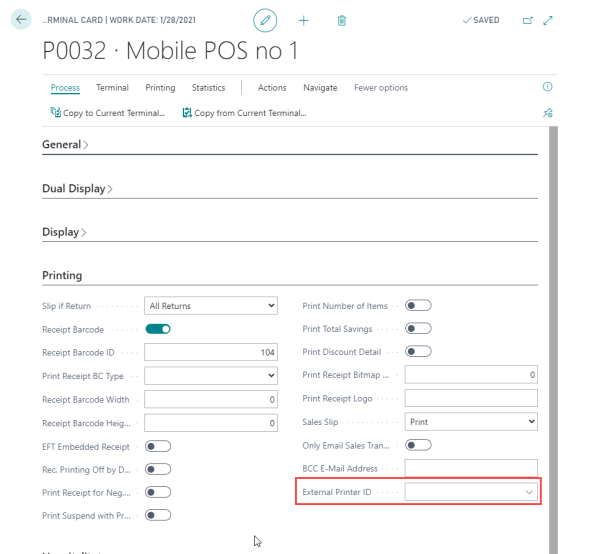 ...RMINAL CARD | WORK DATE: 1/28/2021
SAVED
P0032 · Mobile POS no 1
Process Terminal Printing Statistics Actions Navigate Fewer options
Copy to Current Terminal... Copy from Current Terminal...
General
Dual Display
Display
Printing
Slip if Return All Returns
Receipt Barcode
Receipt Barcode ID 104
Print Receipt BC Type
Receipt Barcode Width 0
Receipt Barcode Heig... 0
EFT Embedded Receipt
Rec. Printing Off by D...
Print Receipt for Neg....
Print Suspend with Pr...
Print Number of Items
Print Total Savings
Print Discount Detail
Print Receipt Bitmap ... 0
Print Receipt Logo
Sales Slip Print
Only Email Sales Tran...
BCC E-Mail Address
External Printer ID